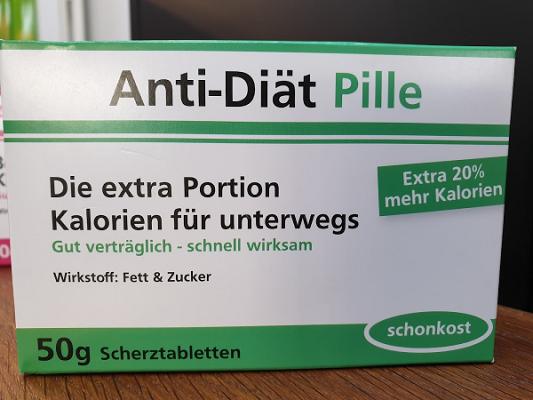 Anti-Diät Pille
Extra 20%
mehr Kalorien
Die extra Portion
Kalorien für unterwegs
Gut verträglich - schnell wirksam
Wirkstoff: Fett & Zucker
schonkost
50g Scherztabletten